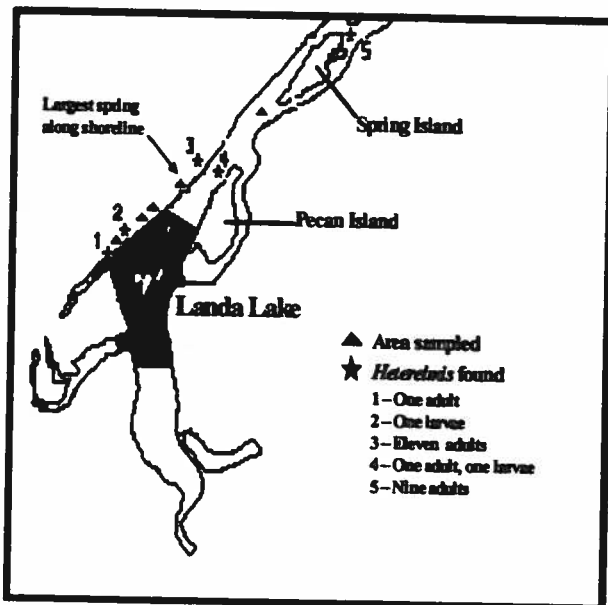 5
Spring Island
Largest spring
along shoreline
3
4
2
1
Pecan Island
Landa Lake
Area sampled
Heterelmis found
1-One adult
2-One larvae
3-Eleven adults
4-One adult, one larvae
5-Nine adults